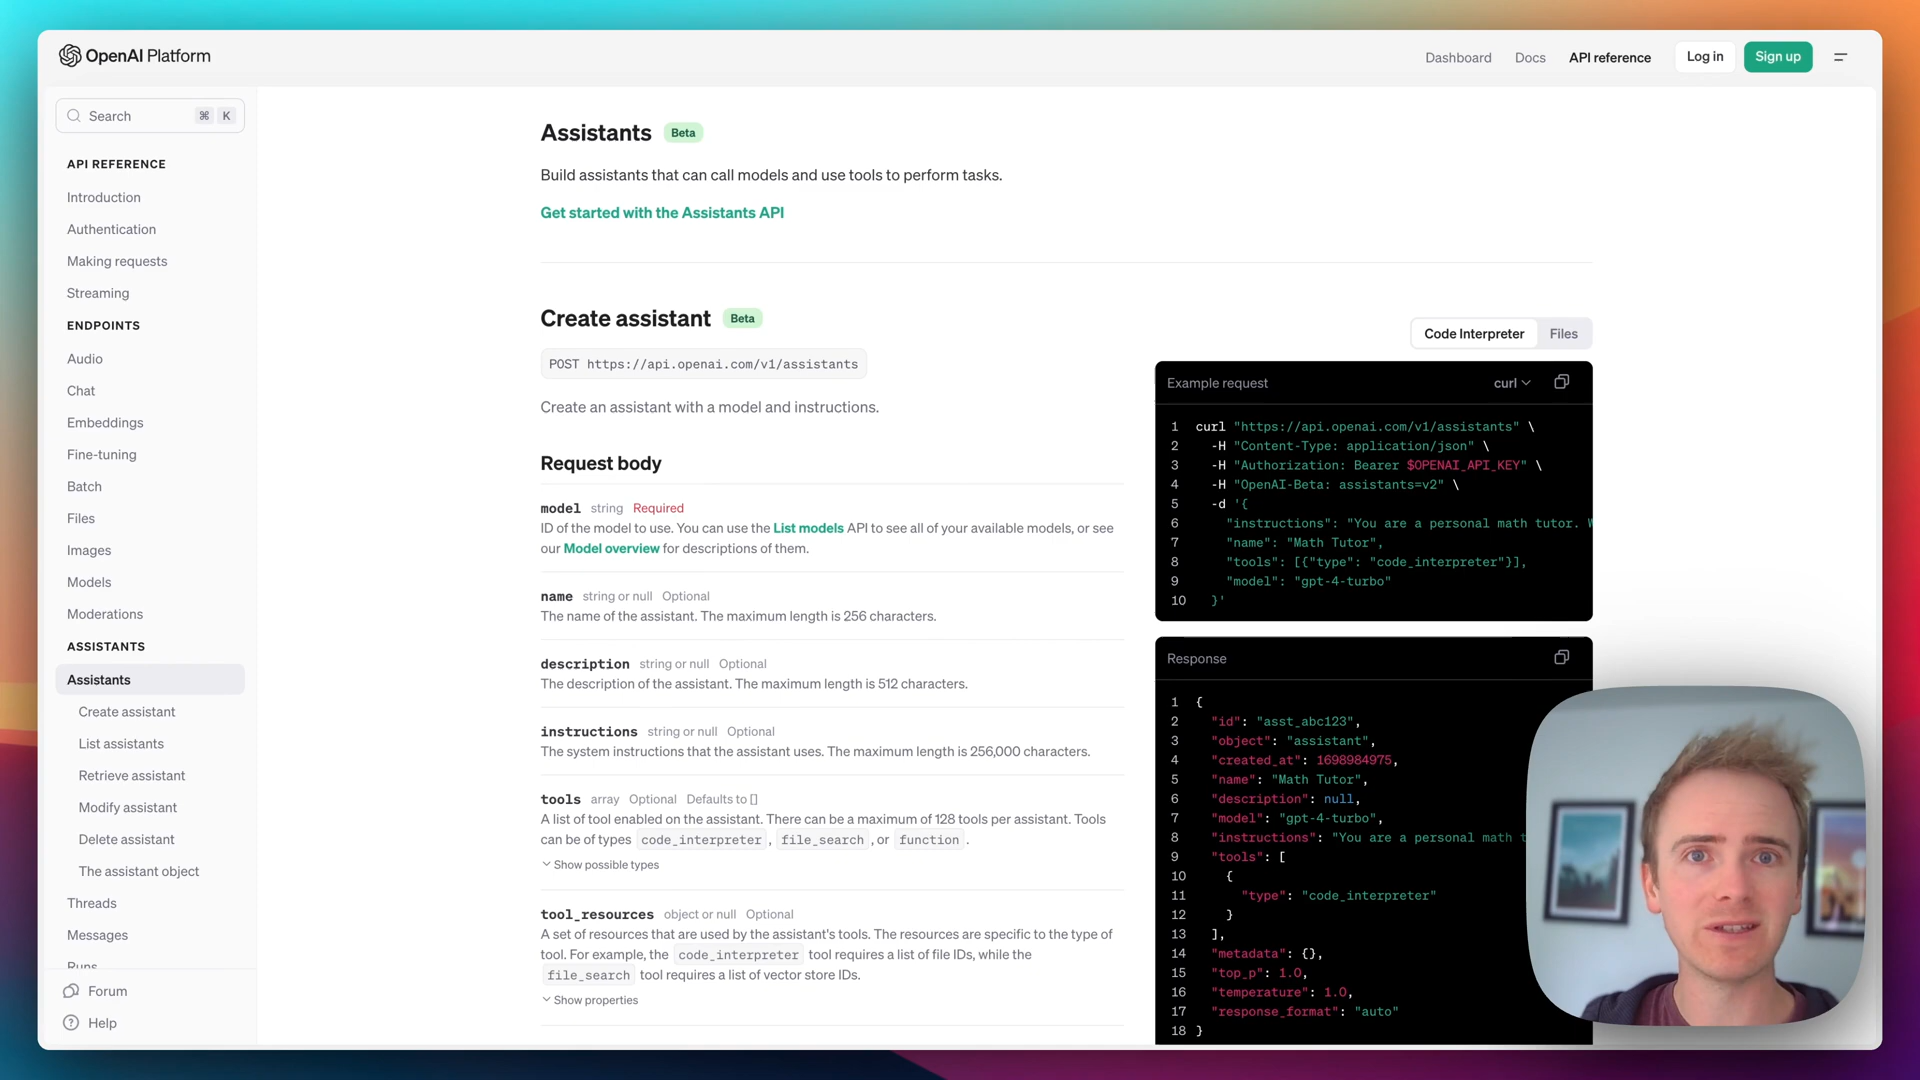 OpenAI Platform
Dashboard
Docs
API reference
Log in
Sign up
Search
⌘ K
API REFERENCE
Introduction
Authentication
Making requests
Streaming
ENDPOINTS
Audio
Chat
Embeddings
Fine-tuning
Batch
Files
Images
Models
Moderations
ASSISTANTS
Assistants
Create assistant
List assistants
Retrieve assistant
Modify assistant
Delete assistant
The assistant object
Threads
Messages
Runs
Forum
Help
Assistants Beta
Build assistants that can call models and use tools to perform tasks.
Get started with the Assistants API
Create assistant Beta
POST https://api.openai.com/v1/assistants
Create an assistant with a model and instructions.
Request body
model string Required
ID of the model to use. You can use the List models API to see all of your available models, or see
our Model overview for descriptions of them.
name string or null Optional
The name of the assistant. The maximum length is 256 characters.
description string or null Optional
The description of the assistant. The maximum length is 512 characters.
instructions string or null Optional
The system instructions that the assistant uses. The maximum length is 256,000 characters.
tools array Optional Defaults to []
A list of tool enabled on the assistant. There can be a maximum of 128 tools per assistant. Tools
can be of types code_interpreter, file_search, or function.
Show possible types
tool_resources object or null Optional
A set of resources that are used by the assistant's tools. The resources are specific to the type of
tool. For example, the code_interpreter tool requires a list of file IDs, while the
file_search tool requires a list of vector store IDs.
Show properties
Code Interpreter Files
Example request curl
1 curl "https://api.openai.com/v1/assistants" \
2 -H "Content-Type: application/json" \
3 -H "Authorization: Bearer $OPENAI_API_KEY" \
4 -H "OpenAI-Beta: assistants=v2" \
5 -d '{
6 "instructions": "You are a personal math tutor. W
7 "name": "Math Tutor",
8 "tools": [{"type": "code_interpreter"}],
9 "model": "gpt-4-turbo"
10 }'
Response
1 {
2 "id": "asst_abc123",
3 "object": "assistant",
4 "created_at": 1698984975,
5 "name": "Math Tutor",
6 "description": null,
7 "model": "gpt-4-turbo",
8 "instructions": "You are a personal math t
9 "tools": [
10 {
11 "type": "code_interpreter"
12 }
13 ],
14 "metadata": {},
15 "top_p": 1.0,
16 "temperature": 1.0,
17 "response_format": "auto"
18 }